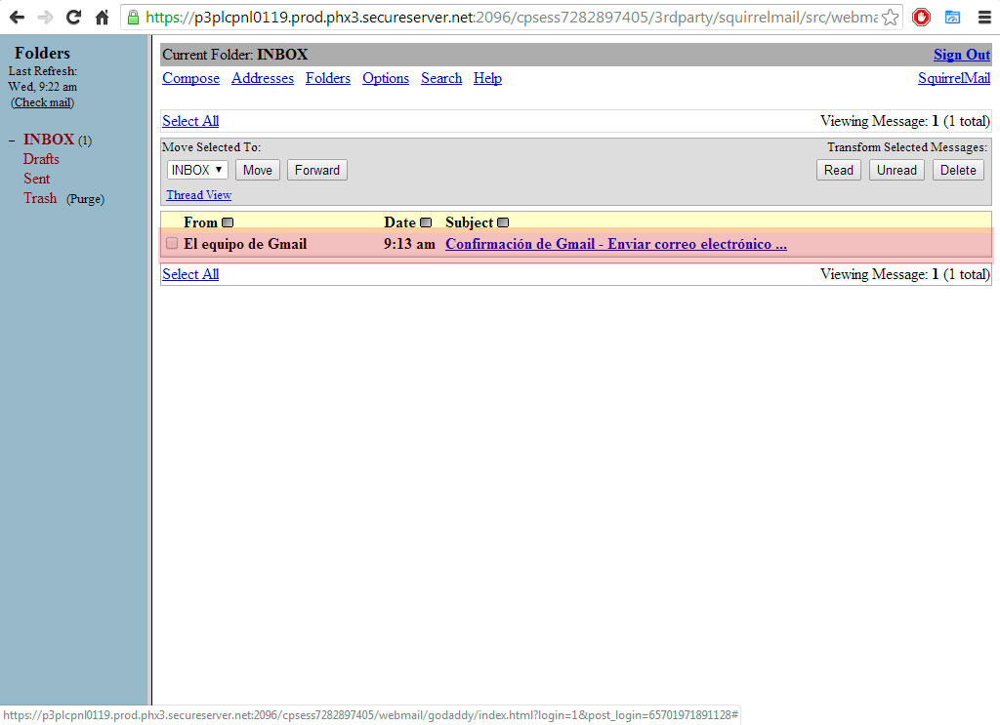 https://p3plcpnl0119.prod.phx3.secureserver.net:2096/cpsess7282897405/3rdparty/squirrelmail/src/webma
Folders
Last Refresh:
Wed, 9:22 am
(Check mail)
– INBOX (1)
Drafts
Sent
Trash (Purge)
Current Folder: INBOX Sign Out
Compose Addresses Folders Options Search Help SquirrelMail
Select All Viewing Message: 1 (1 total)
Move Selected To: Transform Selected Messages:
INBOX ▼ Move Forward Read Unread Delete
Thread View
From Date Subject
El equipo de Gmail 9:13 am Confirmación de Gmail - Enviar correo electrónico ...
Select All Viewing Message: 1 (1 total)
https://p3plcpnl0119.prod.phx3.secureserver.net:2096/cpsess7282897405/webmail/godaddy/index.html?login=1&post_login=65701971891128#